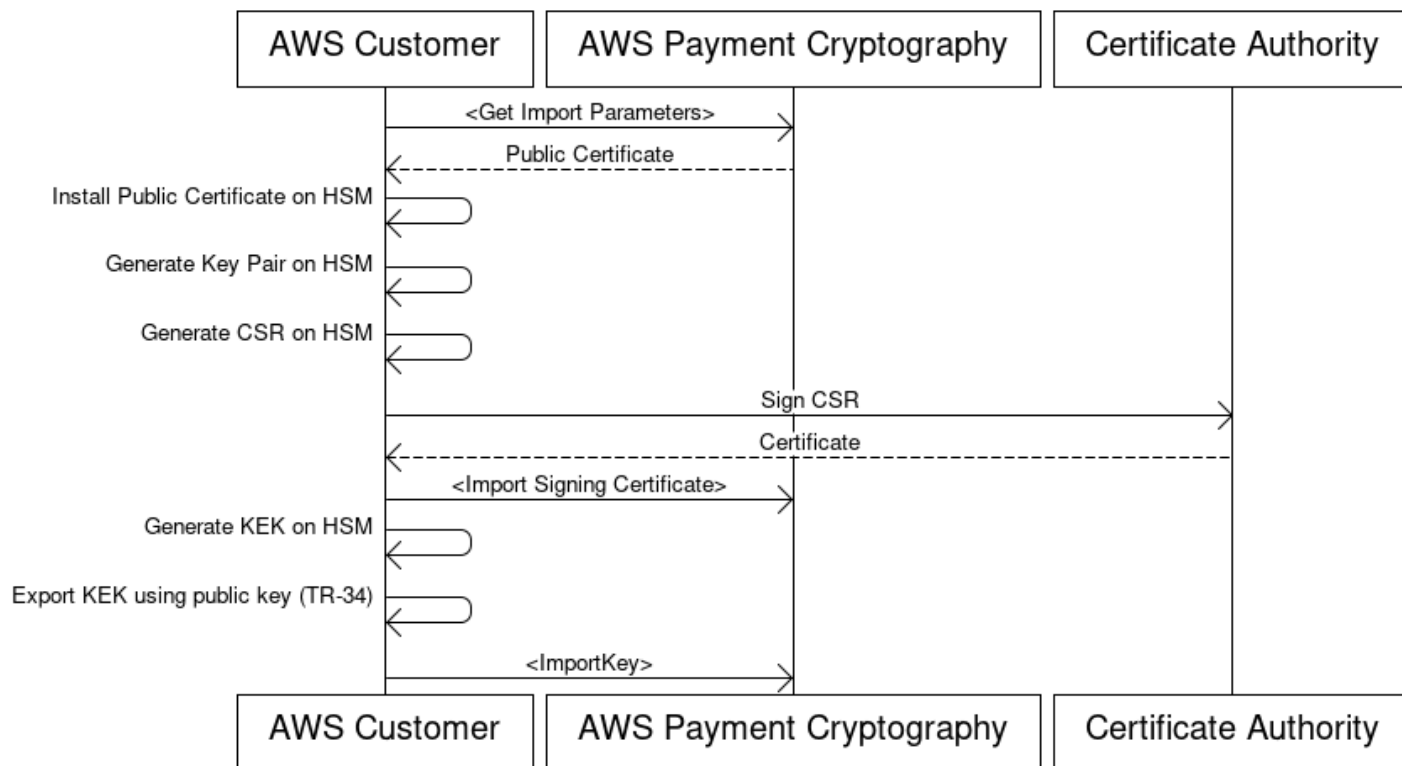 AWS Customer
AWS Payment Cryptography
Certificate Authority
<Get Import Parameters>
Public Certificate
Install Public Certificate on HSM
Generate Key Pair on HSM
Generate CSR on HSM
Sign CSR
Certificate
<Import Signing Certificate>
Generate KEK on HSM
Export KEK using public key (TR-34)
<ImportKey>
AWS Customer
AWS Payment Cryptography
Certificate Authority